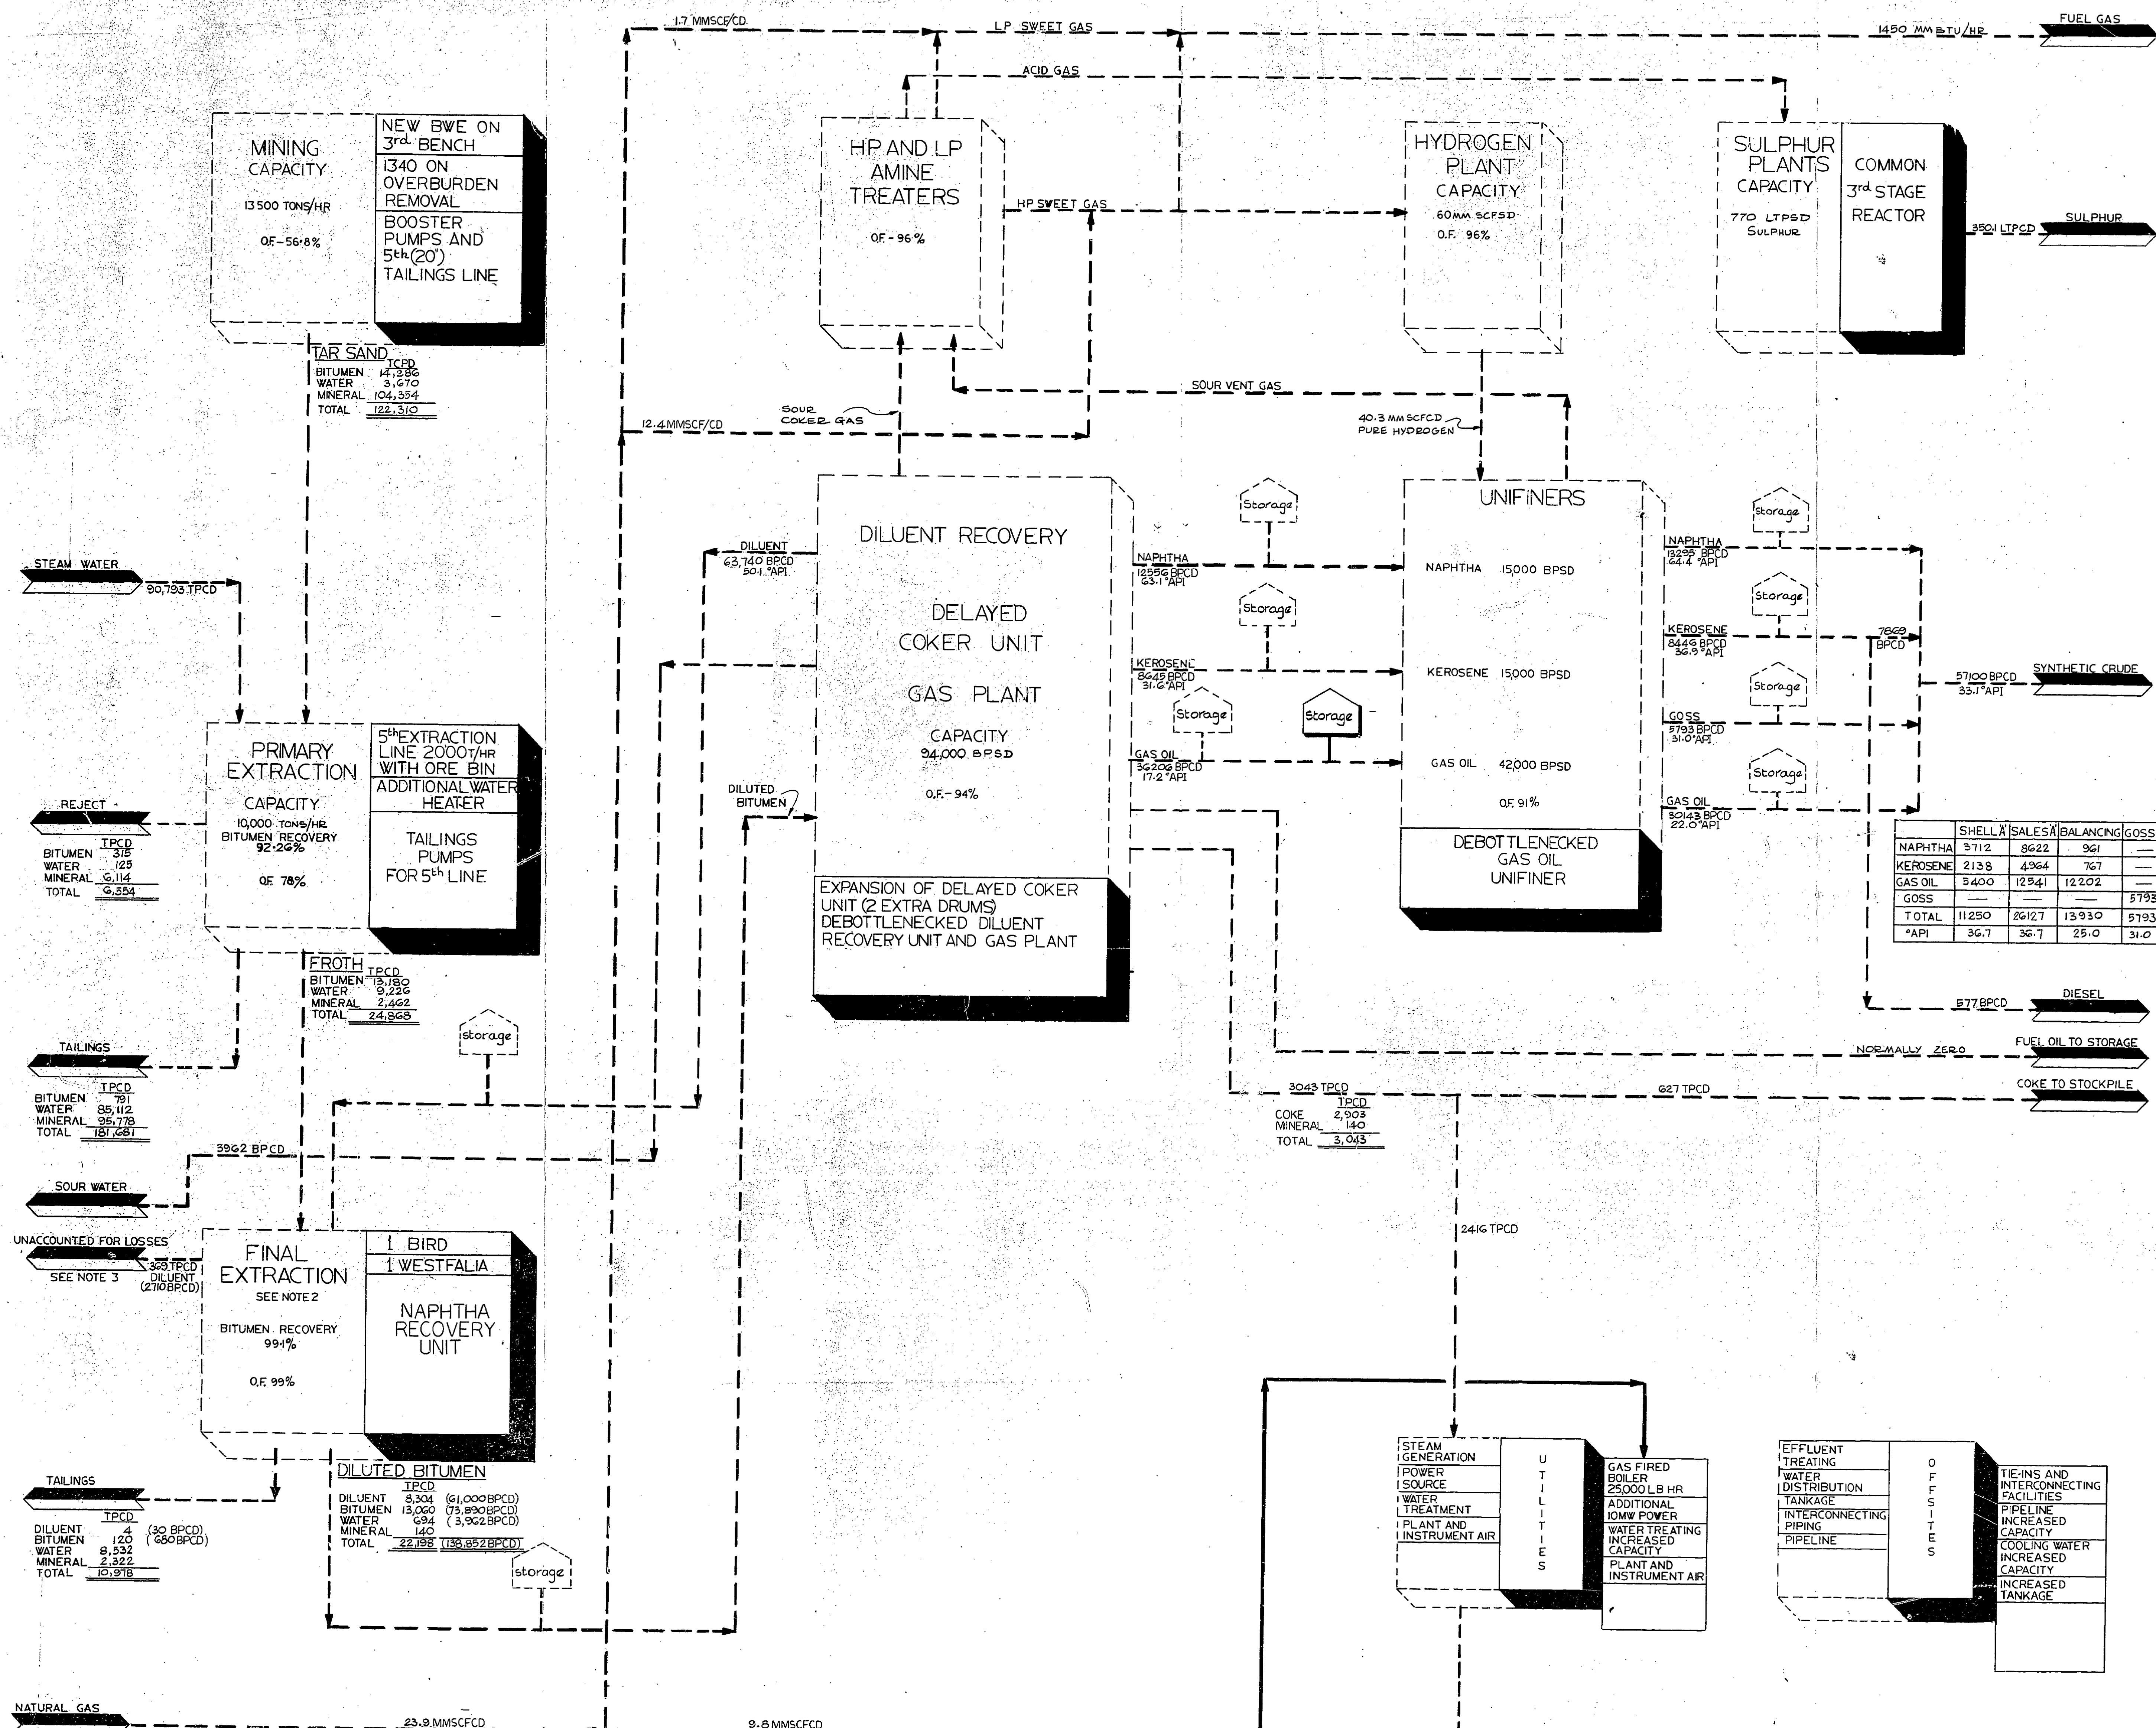 1.7 MMSCF/CD
LP SWEET GAS
1450 MM BTU/HR
FUEL GAS
ACID GAS
MINING
CAPACITY
13500 TONS/HR
O.F.-56.8%
NEW BWE ON
3rd BENCH
1340 ON
OVERBURDEN
REMOVAL
BOOSTER
PUMPS AND
5th (20")
TAILINGS LINE
HP AND LP
AMINE
TREATERS
O.F.-96%
HP SWEET GAS
HYDROGEN
PLANT
CAPACITY
60MM SCFSD
O.F. 96%
SULPHUR
PLANTS
CAPACITY
770 LTPSD
SULPHUR
COMMON
3rd STAGE
REACTOR
350.1 LTPCD
SULPHUR
TAR SAND
TCPD
BITUMEN 14,286
WATER 3,670
MINERAL 104,354
TOTAL 122,310
SOUR VENT GAS
SOUR
COKER GAS
12.4 MMSCF/CD
40.3 MM SCFCD
PURE HYDROGEN
STEAM WATER
90,793 TPCD
DILUENT
63,740 BPCD
50.1 °API
DILUENT RECOVERY
DELAYED
COKER UNIT
GAS PLANT
CAPACITY
94,000 BPSD
O.F.-94%
EXPANSION OF DELAYED COKER
UNIT (2 EXTRA DRUMS)
DEBOTTLENECKED DILUENT
RECOVERY UNIT AND GAS PLANT
Storage
NAPHTHA
12556 BPCD
63.1 °API
Storage
KEROSENE
8645 BPCD
31.6 °API
Storage
Storage
GAS OIL
36206 BPCD
17.2 °API
UNIFINERS
NAPHTHA 15,000 BPSD
KEROSENE 15,000 BPSD
GAS OIL 42,000 BPSD
O.F. 91%
DEBOTTLENECKED
GAS OIL
UNIFINER
Storage
NAPHTHA
13295 BPCD
64.4 °API
Storage
KEROSENE
8446 BPCD
36.9 °API
7869
BPCD
Storage
GOSS
5793 BPCD
31.0 °API
Storage
GAS OIL
30143 BPCD
22.0 °API
57100 BPCD
33.1 °API
SYNTHETIC CRUDE
SHELL 'A' SALES 'A' BALANCING GOSS
NAPHTHA 3712 8622 961 —
KEROSENE 2138 4964 767 —
GAS OIL 5400 12541 12202 —
GOSS — — — 5793
TOTAL 11250 26127 13930 5793
°API 36.7 36.7 25.0 31.0
PRIMARY
EXTRACTION
CAPACITY
10,000 TONS/HR
BITUMEN RECOVERY
92.26%
O.F. 78%
5th EXTRACTION
LINE 2000 T/HR
WITH ORE BIN
ADDITIONAL WATER
HEATER
TAILINGS
PUMPS
FOR 5th LINE
REJECT
TPCD
BITUMEN 315
WATER 125
MINERAL 6,114
TOTAL 6,554
DILUTED
BITUMEN
FROTH
TPCD
BITUMEN 13,180
WATER 9,226
MINERAL 2,462
TOTAL 24,868
storage
577 BPCD
DIESEL
NORMALLY ZERO
FUEL OIL TO STORAGE
TAILINGS
TPCD
BITUMEN 791
WATER 85,112
MINERAL 95,778
TOTAL 181,681
3043 TPCD
627 TPCD
COKE TO STOCKPILE
TPCD
COKE 2,903
MINERAL 140
TOTAL 3,043
3962 BPCD
SOUR WATER
2416 TPCD
UNACCOUNTED FOR LOSSES
SEE NOTE 3
369 TPCD
DILUENT
(2710 BPCD)
FINAL
EXTRACTION
SEE NOTE 2
BITUMEN RECOVERY
99.1%
O.F. 99%
1 BIRD
1 WESTFALIA
NAPHTHA
RECOVERY
UNIT
TAILINGS
TPCD
DILUENT 4 (30 BPCD)
BITUMEN 120 (680 BPCD)
WATER 8,532
MINERAL 2,322
TOTAL 10,978
DILUTED BITUMEN
TPCD
DILUENT 8,304 (61,000 BPCD)
BITUMEN 13,060 (73,890 BPCD)
WATER 694 (3,962 BPCD)
MINERAL 140
TOTAL 22,198 (138,852 BPCD)
storage
STEAM
GENERATION
POWER
SOURCE
WATER
TREATMENT
PLANT AND
INSTRUMENT AIR
UTILITIES
GAS FIRED
BOILER
25,000 LB HR
ADDITIONAL
10MW POWER
WATER TREATING
INCREASED
CAPACITY
PLANT AND
INSTRUMENT AIR
EFFLUENT
TREATING
WATER
DISTRIBUTION
TANKAGE
INTERCONNECTING
PIPING
PIPELINE
OFFSITES
TIE-INS AND
INTERCONNECTING
FACILITIES
PIPELINE
INCREASED
CAPACITY
COOLING WATER
INCREASED
CAPACITY
INCREASED
TANKAGE
NATURAL GAS
23.9 MMSCFCD
9.8 MMSCFCD